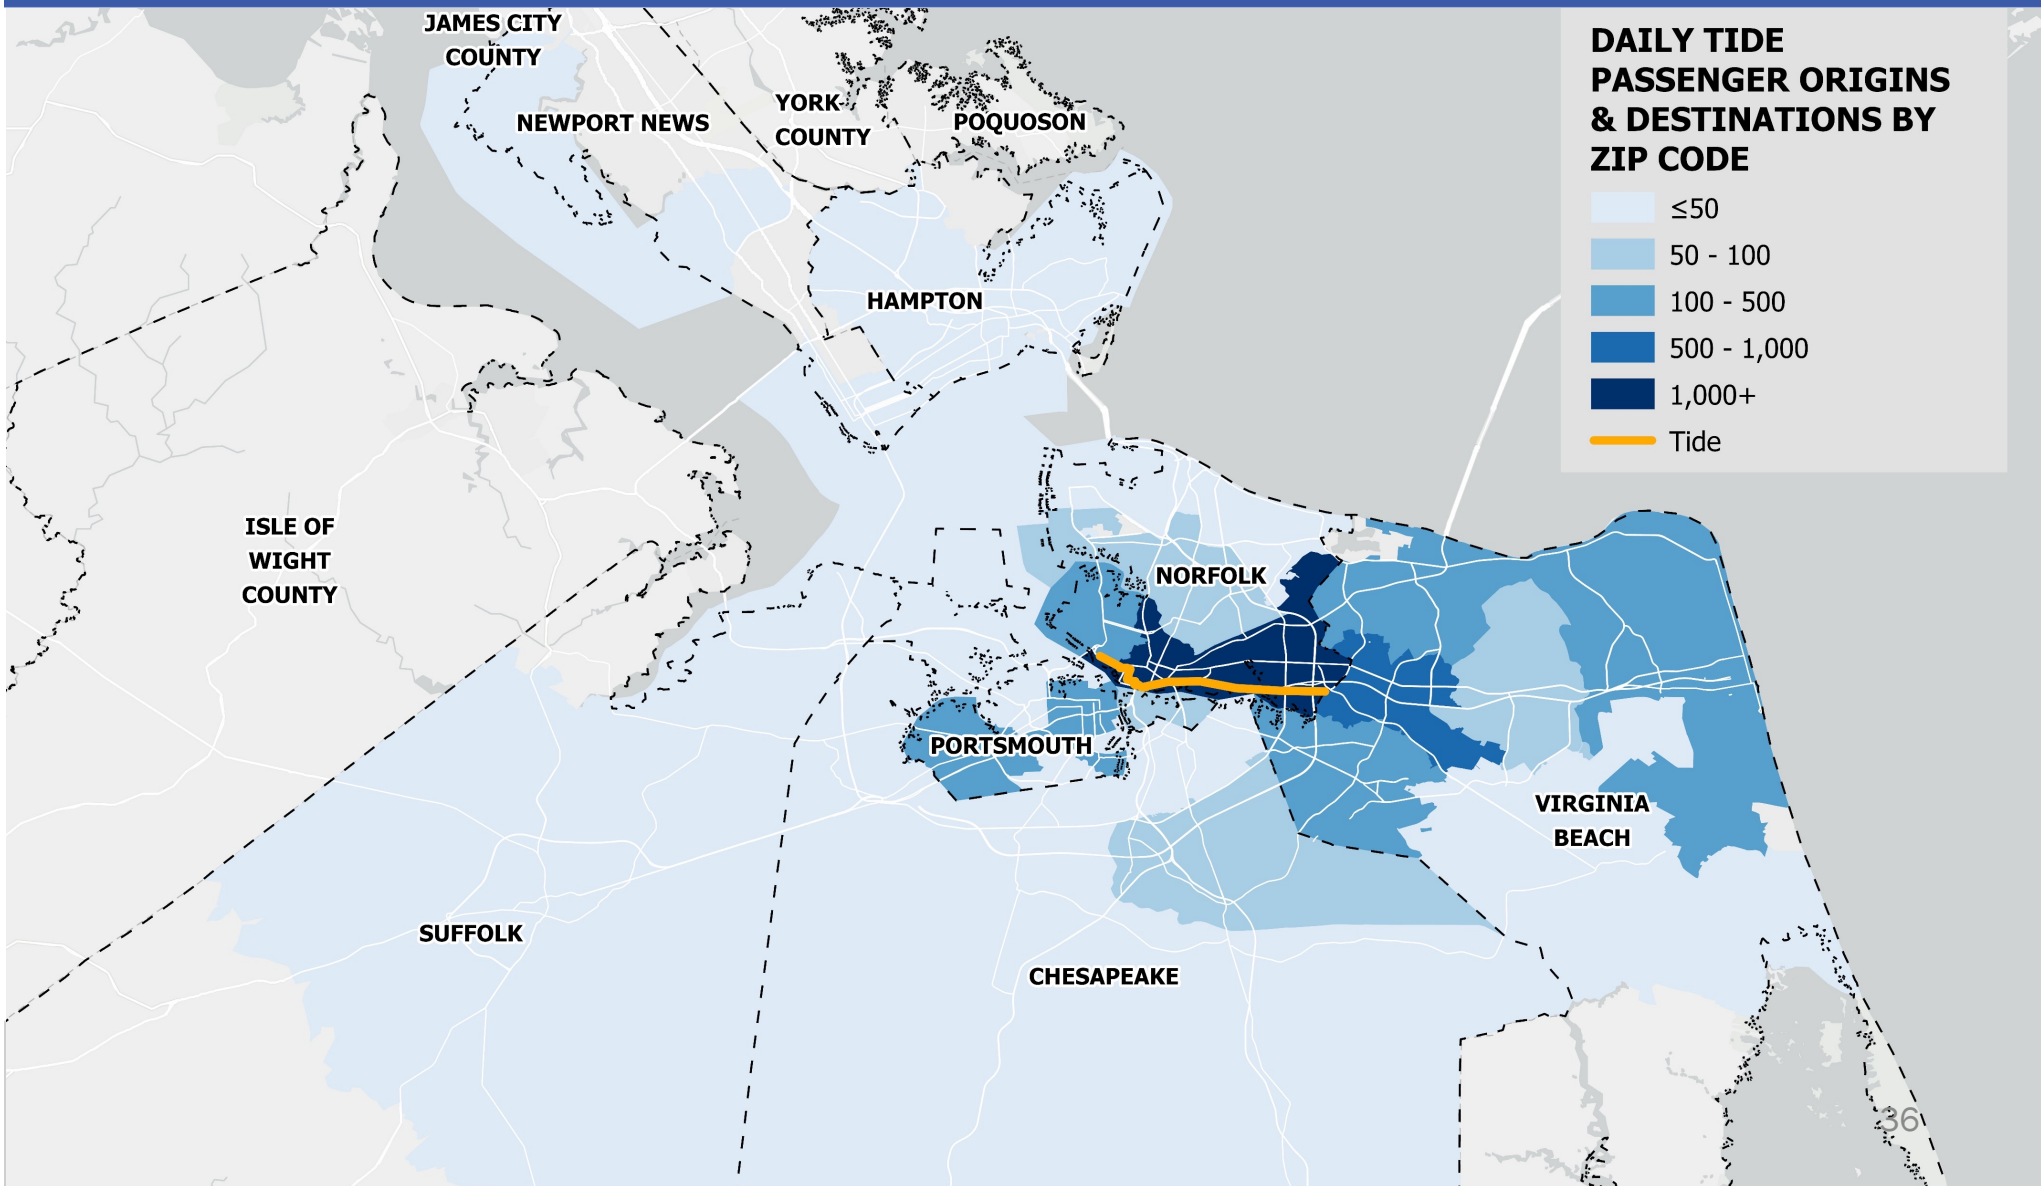 JAMES CITY
COUNTY
NEWPORT NEWS
YORK
COUNTY
POQUOSON
HAMPTON
ISLE OF
WIGHT
COUNTY
NORFOLK
PORTSMOUTH
VIRGINIA
BEACH
SUFFOLK
CHESAPEAKE
DAILY TIDE
PASSENGER ORIGINS
& DESTINATIONS BY
ZIP CODE
≤50
50 - 100
100 - 500
500 - 1,000
1,000+
Tide
36